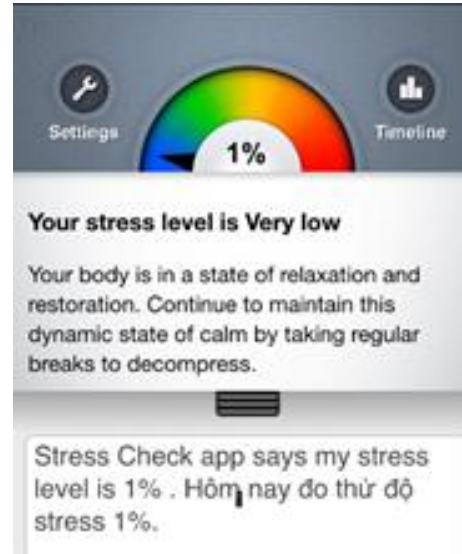 Settings
Timeline
1%
Your stress level is Very low
Your body is in a state of relaxation and
restoration. Continue to maintain this
dynamic state of calm by taking regular
breaks to decompress.
Stress Check app says my stress
level is 1% . Hôm nay đo thử độ
stress 1%.